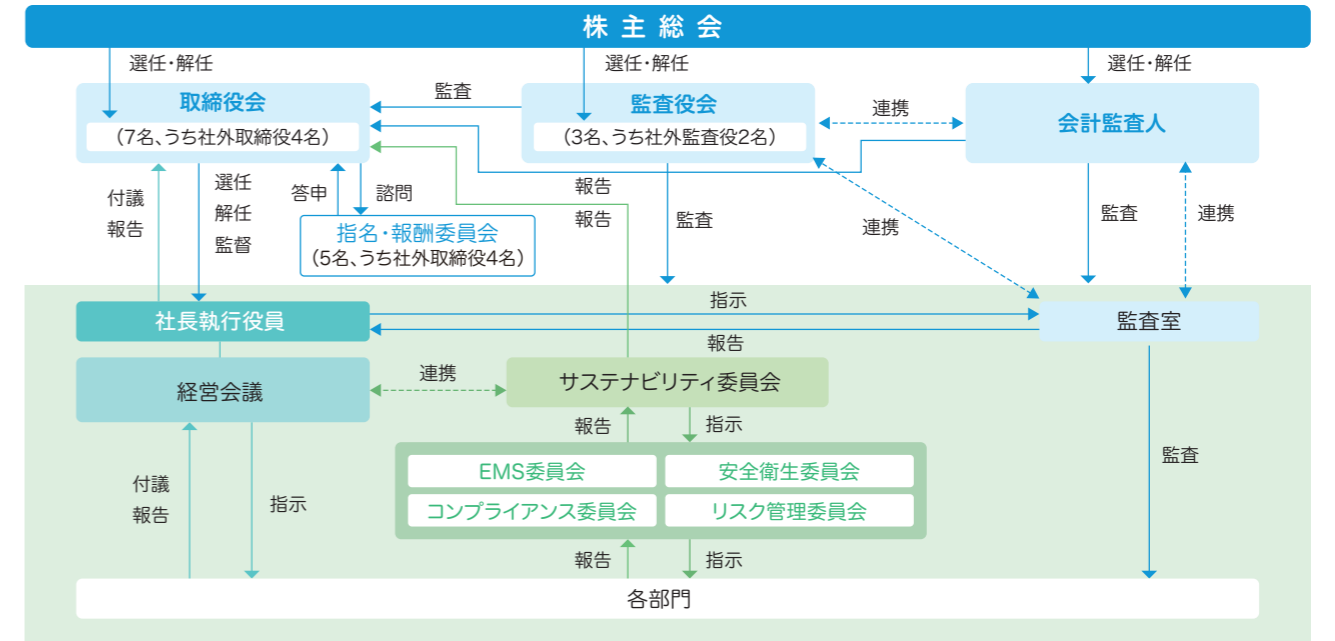 株主総会
選任・解任
選任・解任
選任・解任
取締役会
(7名、うち社外取締役4名)
監査
監査役会
(3名、うち社外監査役2名)
連携
会計監査人
付議
報告
選任
解任
監督
答申
諮問
指名・報酬委員会
(5名、うち社外取締役4名)
報告
報告
監査
連携
監査
連携
社長執行役員
指示
報告
監査室
経営会議
連携
サステナビリティ委員会
報告
指示
EMS委員会
安全衛生委員会
コンプライアンス委員会
リスク管理委員会
付議
報告
指示
報告
指示
監査
各部門